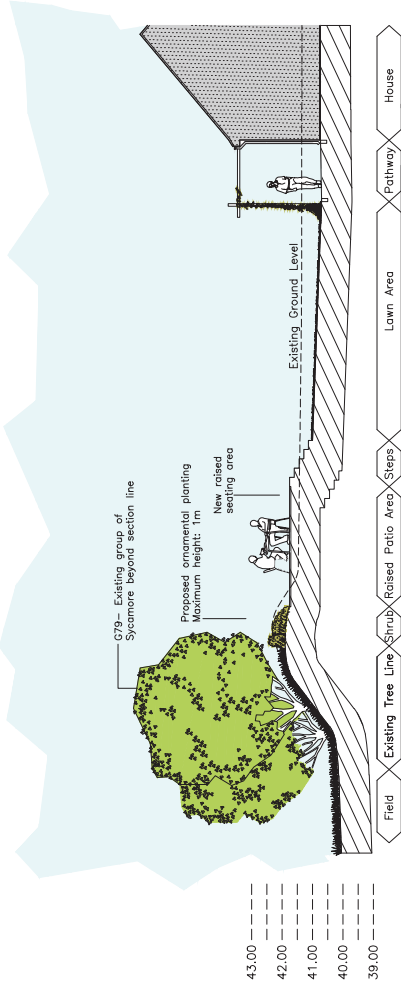 G79- Existing group of
Sycamore beyond section line
Proposed ornamental planting
Maximum height: 1m
New raised
seating area
Existing Ground Level
43.00
42.00
41.00
40.00
39.00
Field
Existing Tree Line
Shrub
Raised Patio Area
Steps
Lawn Area
Pathway
House